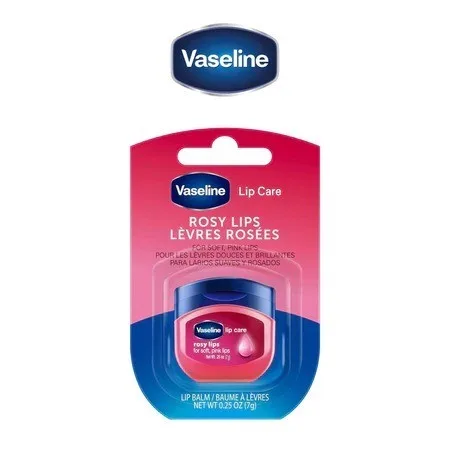 Vaseline
Vaseline Lip Care
ROSY LIPS
LÈVRES ROSÉES
FOR SOFT, PINK LIPS
POUR LES LÈVRES DOUCES ET BRILLANTES
PARA LABIOS SUAVES Y ROSADOS
Vaseline lip care
rosy lips
for soft, pink lips
LIP BALM / BAUME À LÈVRES
NET WT 0.25 OZ (7g)